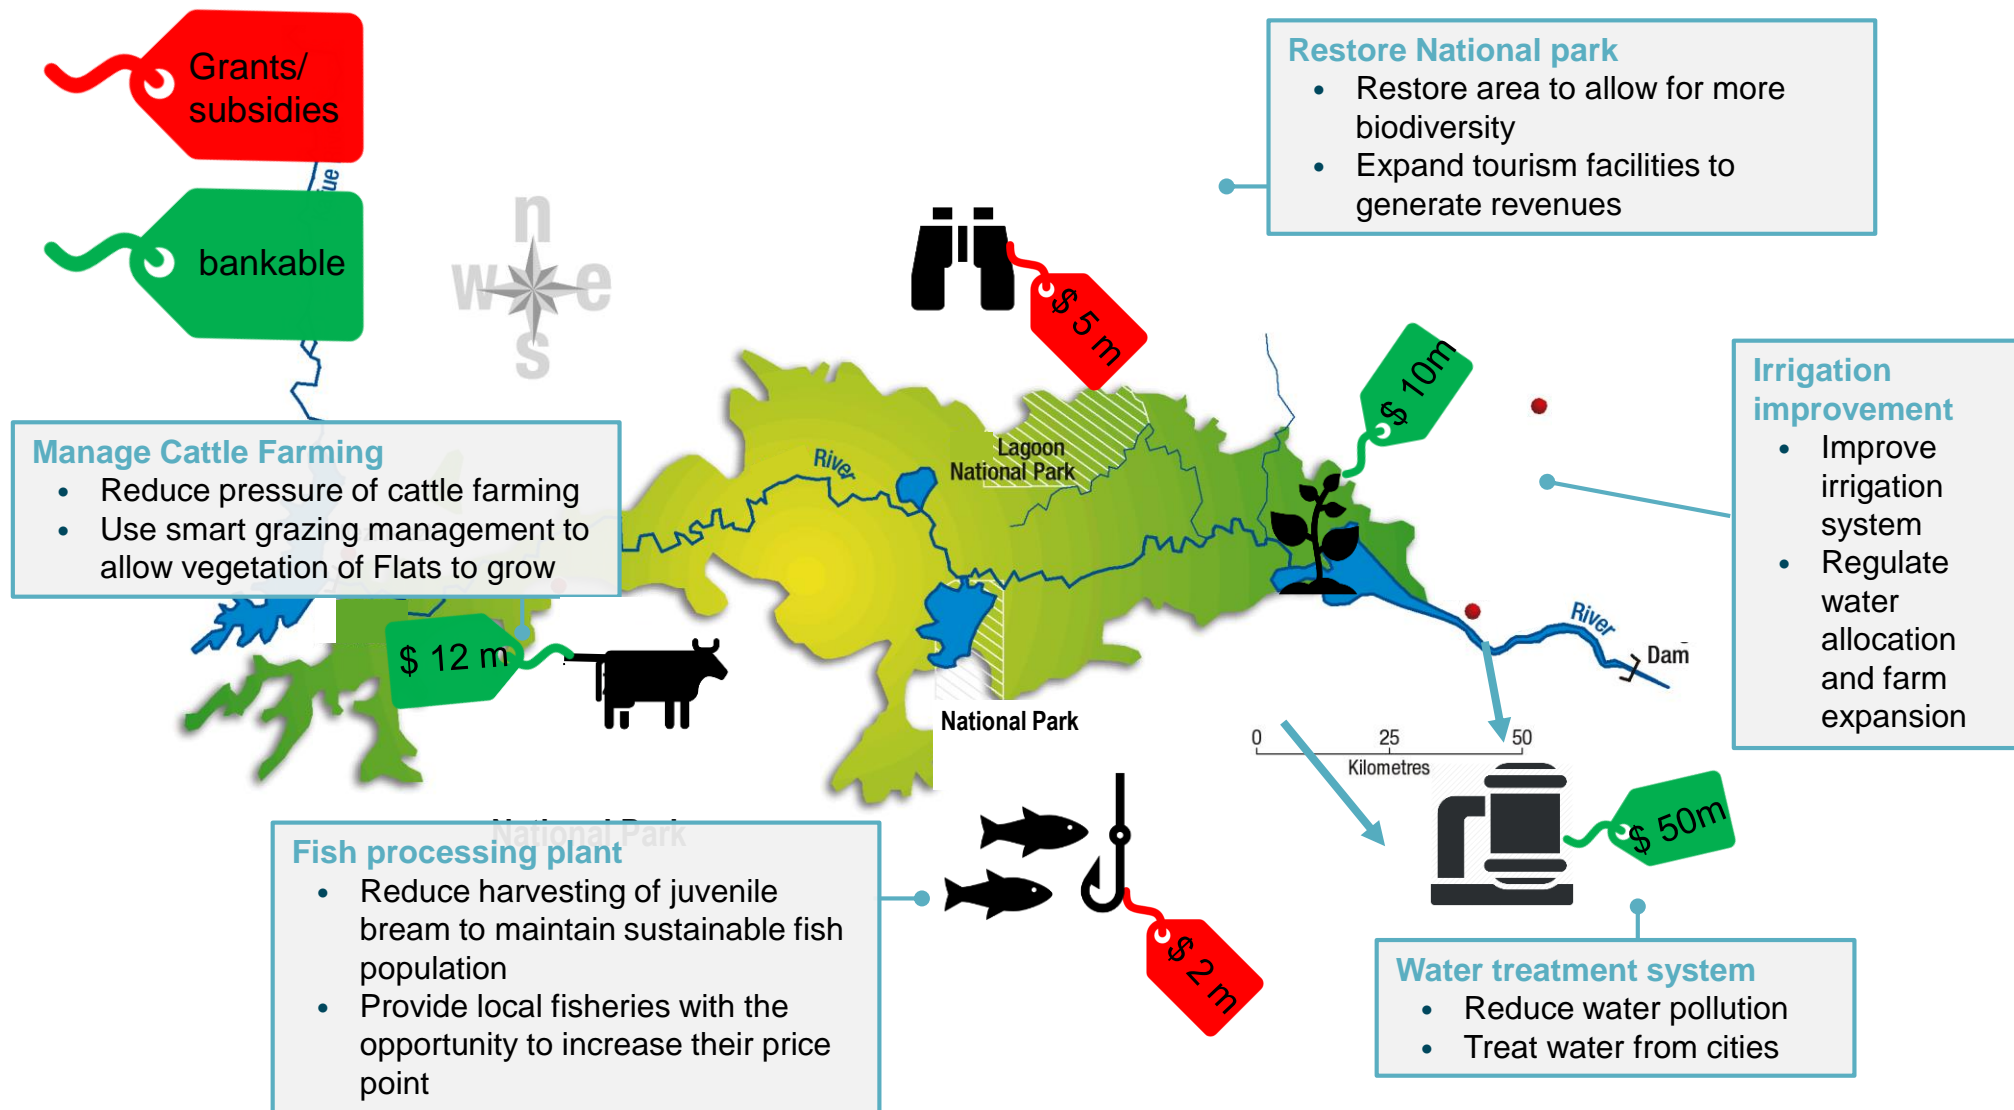 Grants/
subsidies
ue
bankable
n
w e
s
Restore National park
• Restore area to allow for more
biodiversity
• Expand tourism facilities to
generate revenues
$ 5 m
$ 10m
Irrigation
improvement
• Improve
irrigation
system
• Regulate
water
allocation
and farm
expansion
Manage Cattle Farming
• Reduce pressure of cattle farming
• Use smart grazing management to
allow vegetation of Flats to grow
River
Lagoon
National Park
$ 12 m
National Park
River
Dam
0 25 50
Kilometres
National Park
Fish processing plant
• Reduce harvesting of juvenile
bream to maintain sustainable fish
population
• Provide local fisheries with the
opportunity to increase their price
point
$ 2 m
$ 50m
Water treatment system
• Reduce water pollution
• Treat water from cities